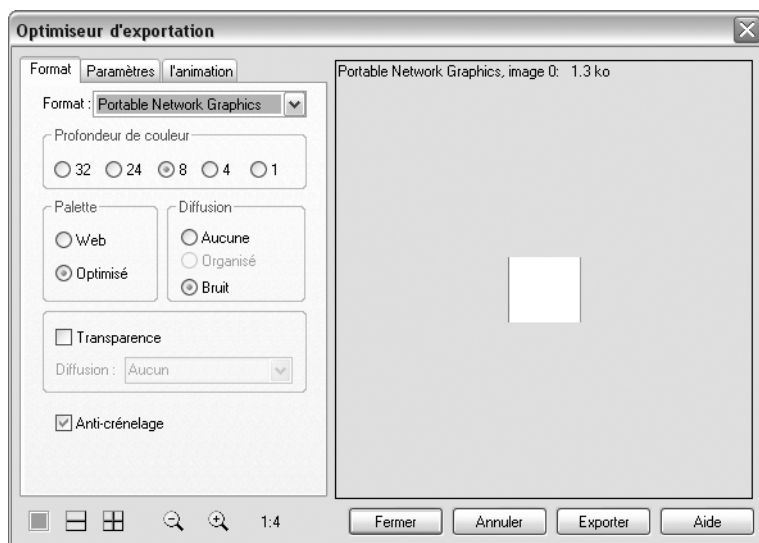 Optimiseur d'exportation
Format Paramètres l'animation
Format : Portable Network Graphics
Profondeur de couleur
32 24 8 4 1
Palette
Web
Optimisé
Diffusion
Aucune
Organisé
Bruit
Transparence
Diffusion : Aucun
Anti-crénelage
1:4
Portable Network Graphics, image 0: 1.3 ko
Fermer Annuler Exporter Aide